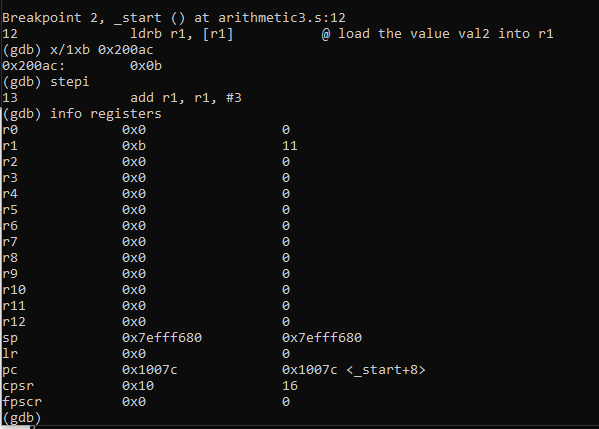 Breakpoint 2, _start () at arithmetic3.s:12
12 ldrb r1, [r1] @ load the value val2 into r1
(gdb) x/1xb 0x200ac
0x200ac: 0x0b
(gdb) stepi
13 add r1, r1, #3
(gdb) info registers
r0 0x0 0
r1 0xb 11
r2 0x0 0
r3 0x0 0
r4 0x0 0
r5 0x0 0
r6 0x0 0
r7 0x0 0
r8 0x0 0
r9 0x0 0
r10 0x0 0
r11 0x0 0
r12 0x0 0
sp 0x7efff680 0x7efff680
lr 0x0 0
pc 0x1007c 0x1007c <_start+8>
cpsr 0x10 16
fpscr 0x0 0
(gdb)